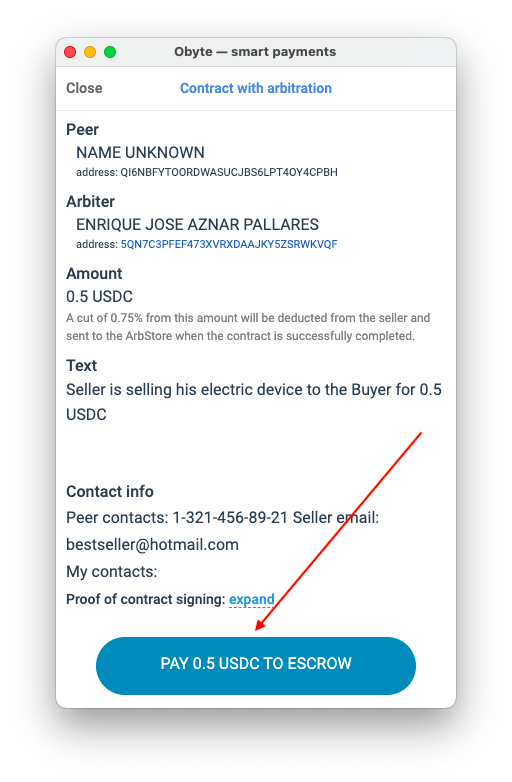 Obyte — smart payments
Close
Contract with arbitration
Peer
NAME UNKNOWN
address: QI6NBFYTOORDWASUCJBS6LPT4OY4CPBH
Arbiter
ENRIQUE JOSE AZNAR PALLARES
address: 5QN7C3PFEF473XVRXDAAJKY5ZSRWKVQF
Amount
0.5 USDC
A cut of 0.75% from this amount will be deducted from the seller and
sent to the ArbStore when the contract is successfully completed.
Text
Seller is selling his electric device to the Buyer for 0.5
USDC
Contact info
Peer contacts: 1-321-456-89-21 Seller email:
bestseller@hotmail.com
My contacts:
Proof of contract signing: expand
PAY 0.5 USDC TO ESCROW